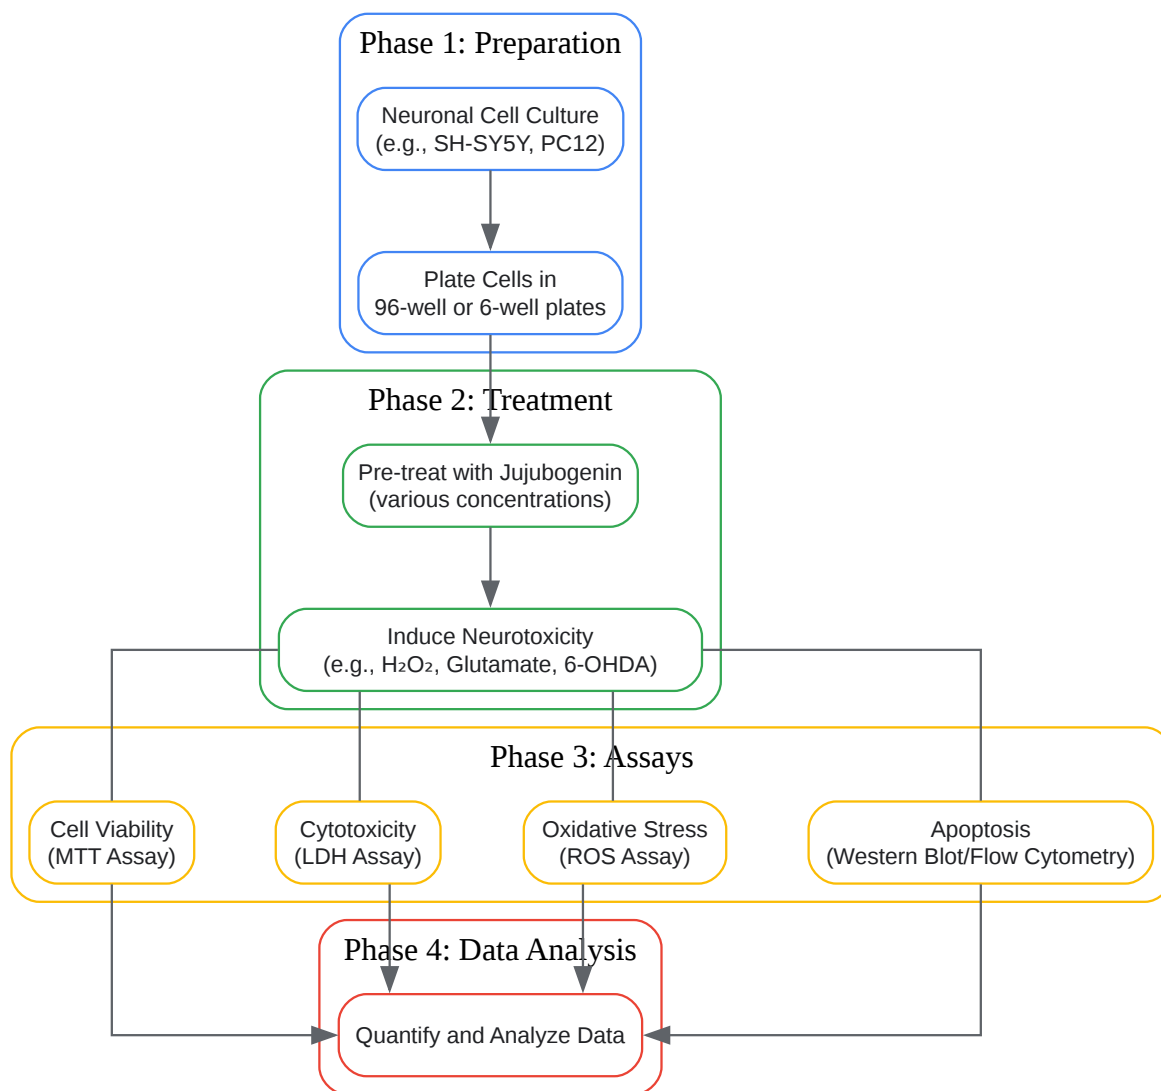 Phase 1: Preparation
Neuronal Cell Culture
(e.g., SH-SY5Y, PC12)
Plate Cells in
96-well or 6-well plates
Phase 2: Treatment
Pre-treat with Jujubogenin
(various concentrations)
Induce Neurotoxicity
(e.g., H₂O₂, Glutamate, 6-OHDA)
Phase 3: Assays
Cell Viability
(MTT Assay)
Cytotoxicity
(LDH Assay)
Oxidative Stress
(ROS Assay)
Apoptosis
(Western Blot/Flow Cytometry)
Phase 4: Data Analysis
Quantify and Analyze Data